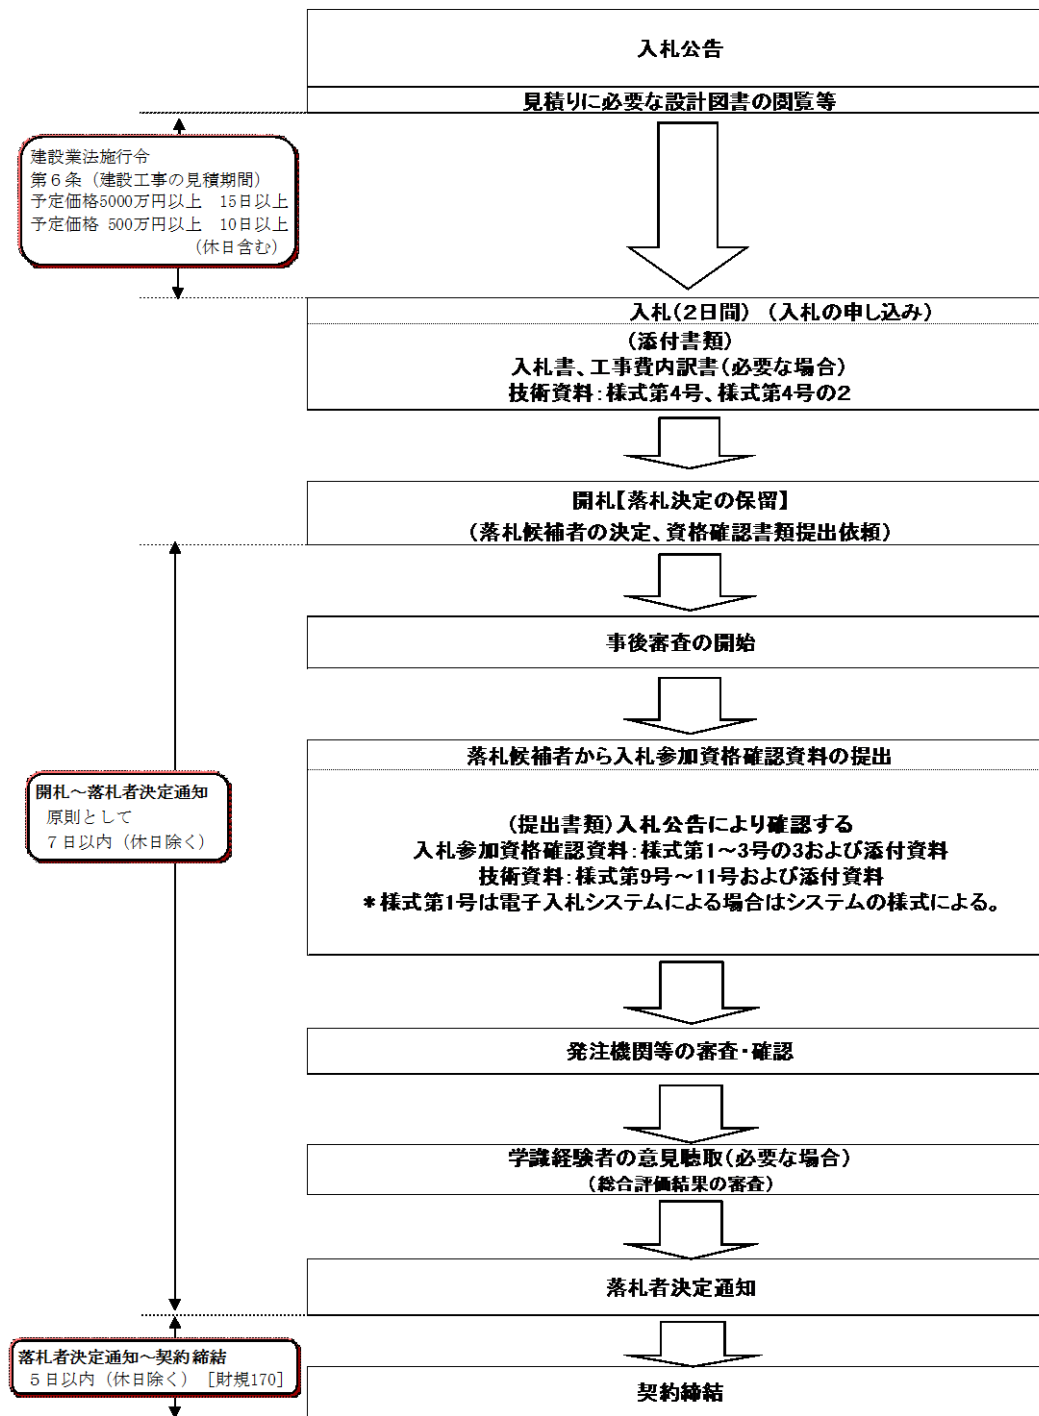 入札公告
見積りに必要な設計図書の閲覧等
建設業法施行令
第６条（建設工事の見積期間）
予定価格5000万円以上　15日以上
予定価格 500万円以上　10日以上
（休日含む）
入札（２日間）　（入札の申し込み）
（添付書類）
入札書、工事費内訳書（必要な場合）
技術資料：様式第4号、様式第4号の2
開札【落札決定の保留】
（落札候補者の決定、資格確認書類提出依頼）
事後審査の開始
落札候補者から入札参加資格確認資料の提出
（提出書類）入札公告により確認する
入札参加資格確認資料：様式第1～3号の3および添付資料
技術資料：様式第9号～11号および添付資料
＊様式第1号は電子入札システムによる場合はシステムの様式による。
開札～落札者決定通知
原則として
７日以内（休日除く）
発注機関等の審査・確認
学識経験者の意見聴取（必要な場合）
（総合評価結果の審査）
落札者決定通知
落札者決定通知～契約締結
５日以内（休日除く）［財規170］
契約締結